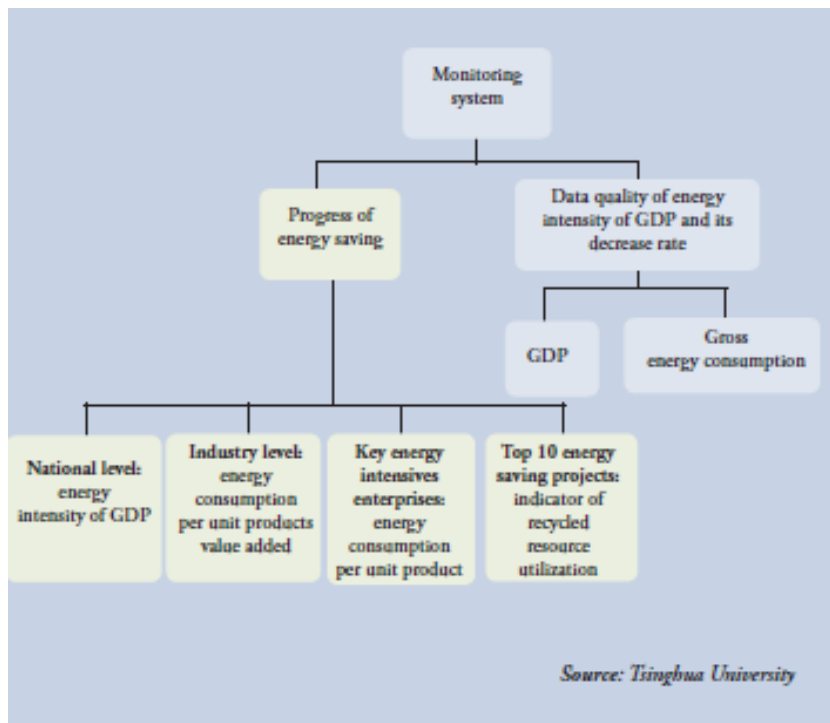 Monitoring
system
Progress of
energy saving
Data quality of energy
intensity of GDP and its
decrease rate
GDP
Gross
energy consumption
National level:
energy
intensity of GDP
Industry level:
energy
consumption
per unit products
value added
Key energy
intensives
enterprises:
energy
consumption
per unit product
Top 10 energy
saving projects:
indicator of
recycled
resource
utilization
Source: Tsinghua University